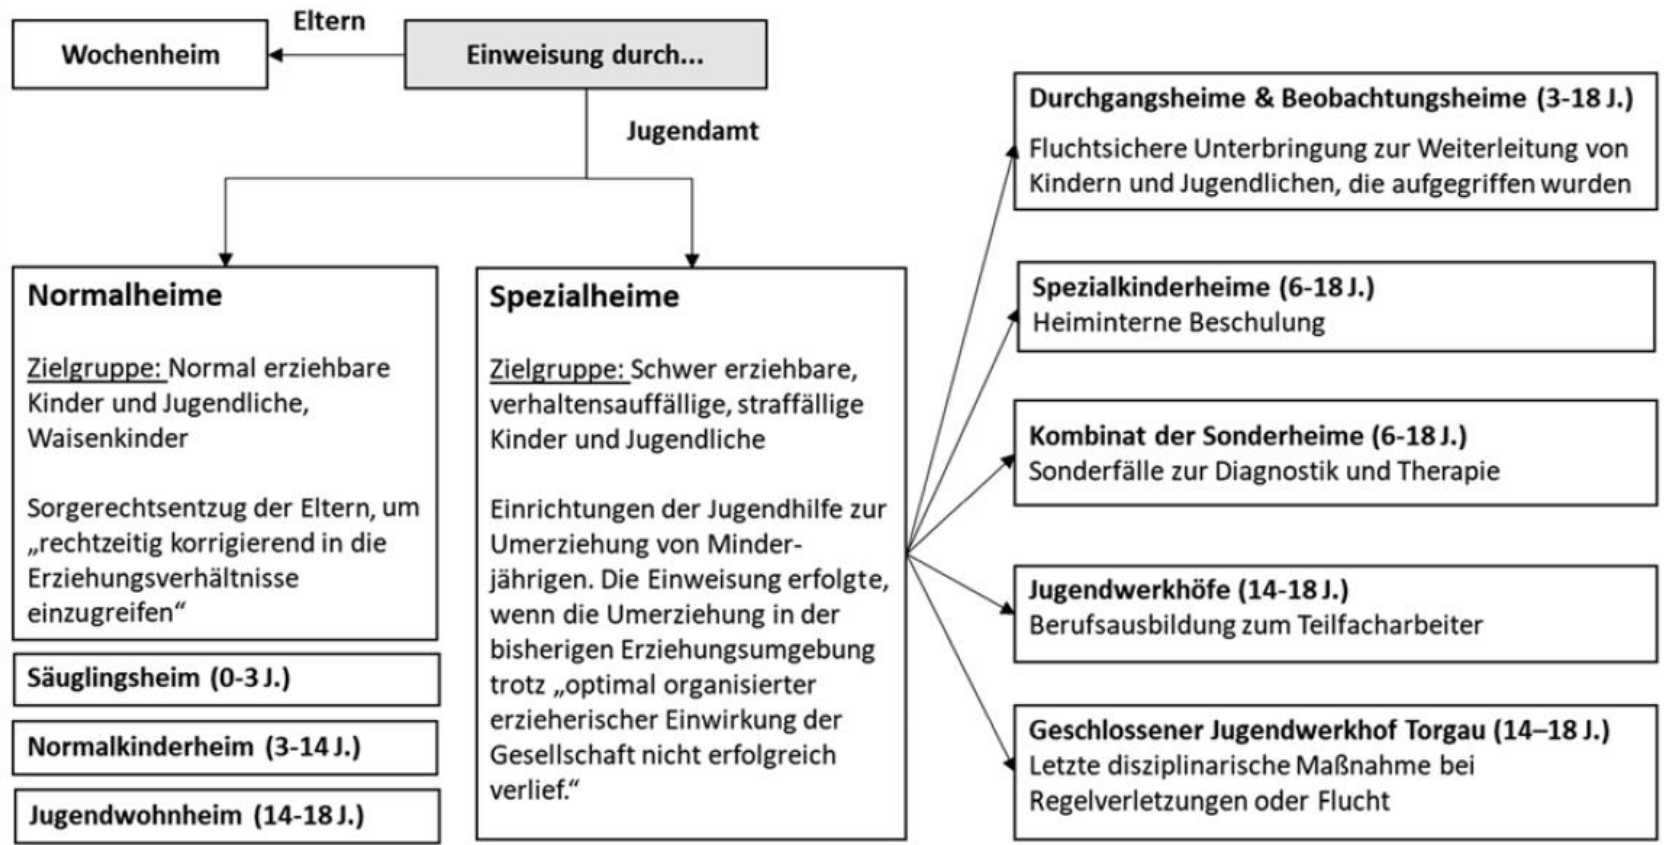 Eltern
Wochenheim
Einweisung durch...
Jugendamt
Normalheime
Zielgruppe: Normal erziehbare
Kinder und Jugendliche,
Waisenkinder
Sorgerechtsentzug der Eltern, um
„rechtzeitig korrigierend in die
Erziehungsverhältnisse
einzugreifen“
Säuglingsheim (0-3 J.)
Normalkinderheim (3-14 J.)
Jugendwohnheim (14-18 J.)
Spezialheime
Zielgruppe: Schwer erziehbare,
verhaltensauffällige, straffällige
Kinder und Jugendliche
Einrichtungen der Jugendhilfe zur
Umerziehung von Minder-
jährigen. Die Einweisung erfolgte,
wenn die Umerziehung in der
bisherigen Erziehungsumgebung
trotz „optimal organisierter
erzieherischer Einwirkung der
Gesellschaft nicht erfolgreich
verlief.“
Durchgangsheime & Beobachtungsheime (3-18 J.)
Fluchtsichere Unterbringung zur Weiterleitung von
Kindern und Jugendlichen, die aufgegriffen wurden
Spezialkinderheime (6-18 J.)
Heiminterne Beschulung
Kombinat der Sonderheime (6-18 J.)
Sonderfälle zur Diagnostik und Therapie
Jugendwerkhöfe (14-18 J.)
Berufsausbildung zum Teilfacharbeiter
Geschlossener Jugendwerkhof Torgau (14–18 J.)
Letzte disziplinarische Maßnahme bei
Regelverletzungen oder Flucht